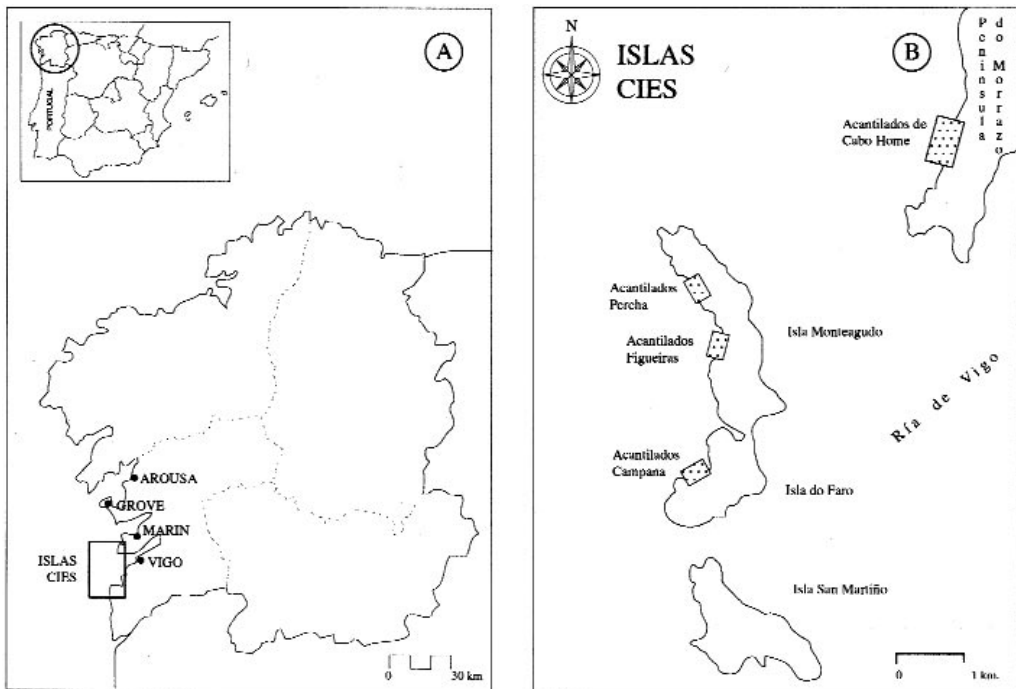 PORTUGAL
A
AROUSA
GROVE
MARIN
VIGO
ISLAS
CIES
0 30 km.
N
ISLAS
CIES
B
Península
do Morrazo
Acantilados de
Cabo Home
Acantilados
Percha
Acantilados
Figueiras
Isla Monteagudo
Ría de Vigo
Acantilados
Campana
Isla do Faro
Isla San Martiño
0 1 km.